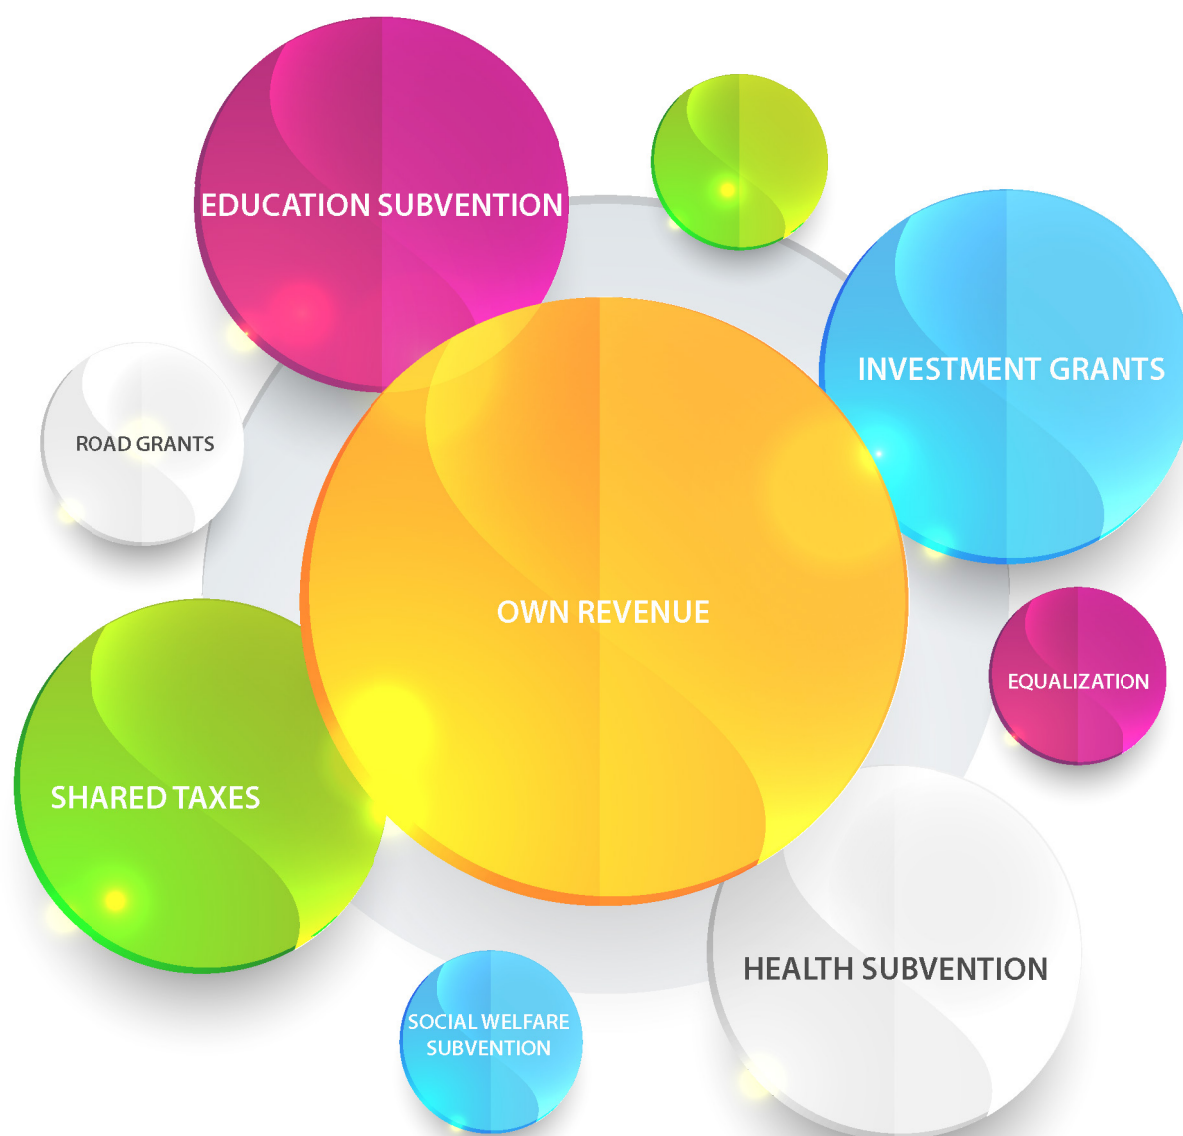 EDUCATION SUBVENTION
INVESTMENT GRANTS
ROAD GRANTS
OWN REVENUE
EQUALIZATION
SHARED TAXES
HEALTH SUBVENTION
SOCIAL WELFARE
SUBVENTION